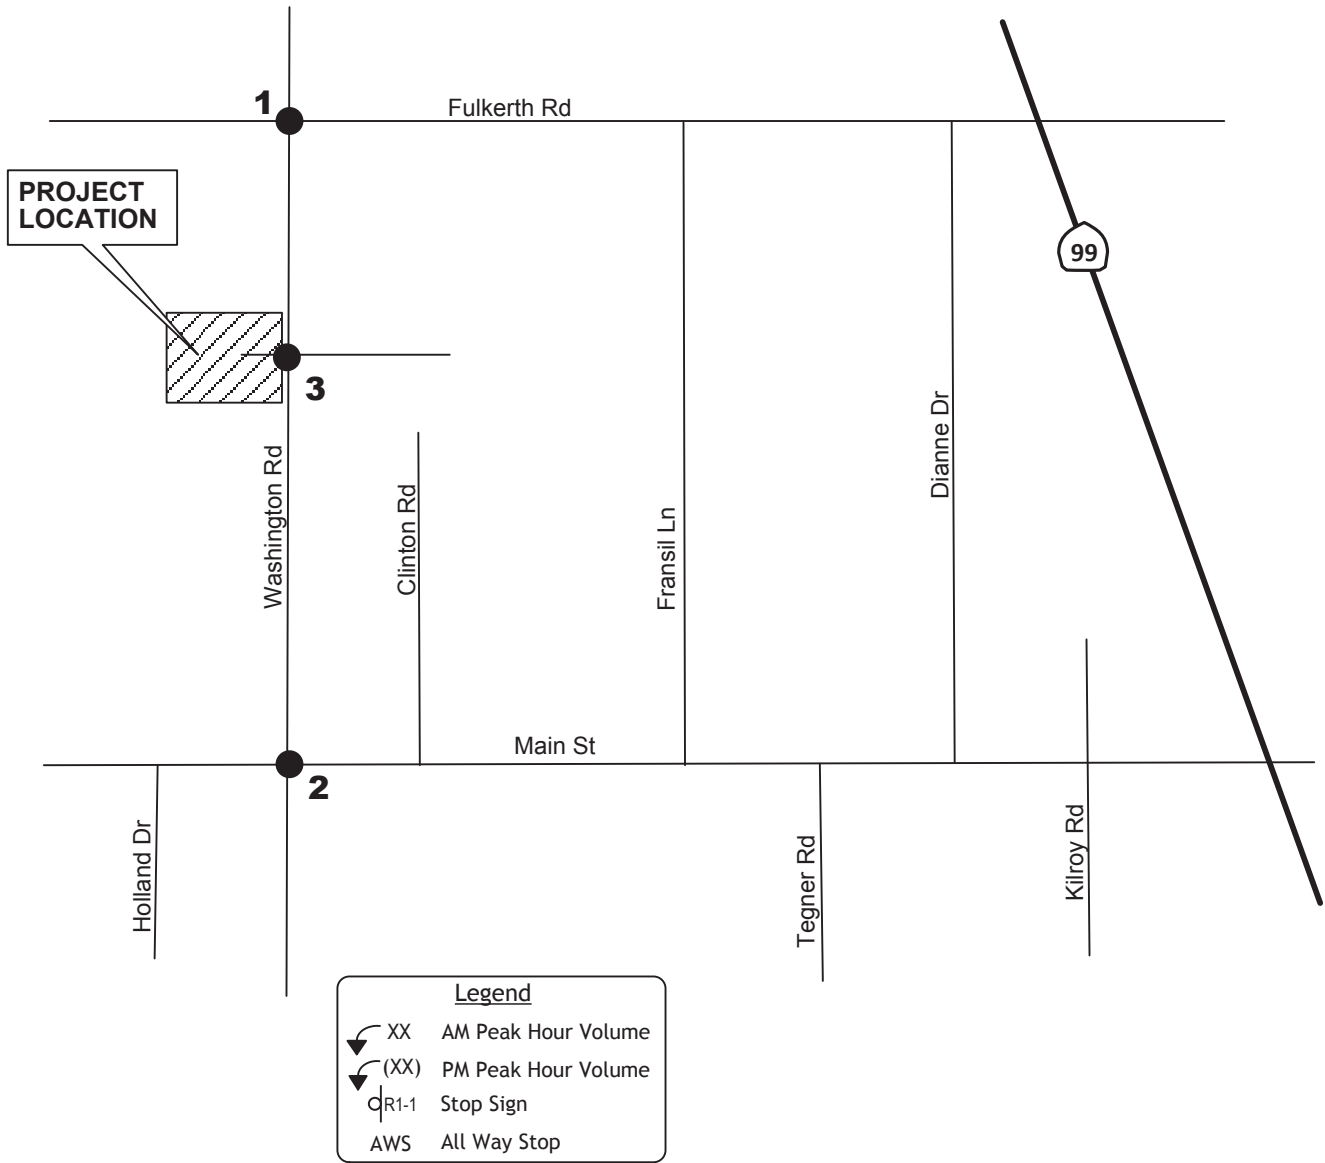 1
Fulkerth Rd
PROJECT
LOCATION
99
3
Washington Rd
Clinton Rd
Fransil Ln
Dianne Dr
Main St
2
Holland Dr
Tegner Rd
Kilroy Rd
Legend
XX AM Peak Hour Volume
(XX) PM Peak Hour Volume
R1-1 Stop Sign
AWS All Way Stop